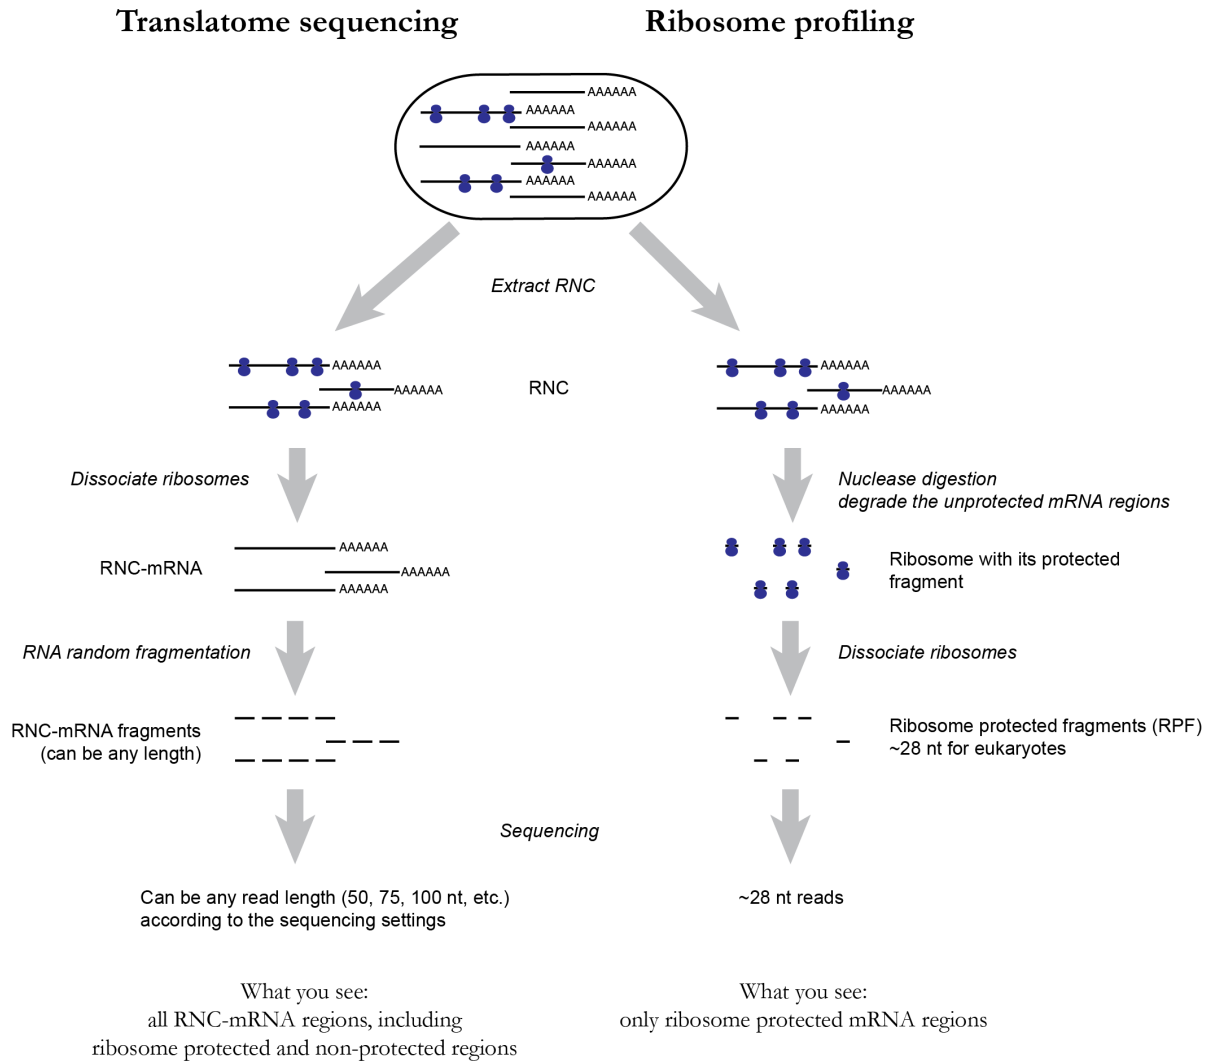 Translatome sequencing
Ribosome profiling
AAAAAA
AAAAAA
AAAAAA
AAAAAA
AAAAAA
AAAAAA
AAAAAA
Extract RNC
AAAAAA
AAAAAA
AAAAAA
RNC
AAAAAA
AAAAAA
AAAAAA
Dissociate ribosomes
Nuclease digestion
degrade the unprotected mRNA regions
RNC-mRNA
AAAAAA
AAAAAA
AAAAAA
Ribosome with its protected
fragment
RNA random fragmentation
Dissociate ribosomes
RNC-mRNA fragments
(can be any length)
Ribosome protected fragments (RPF)
~28 nt for eukaryotes
Sequencing
Can be any read length (50, 75, 100 nt, etc.)
according to the sequencing settings
~28 nt reads
What you see:
all RNC-mRNA regions, including
ribosome protected and non-protected regions
What you see:
only ribosome protected mRNA regions